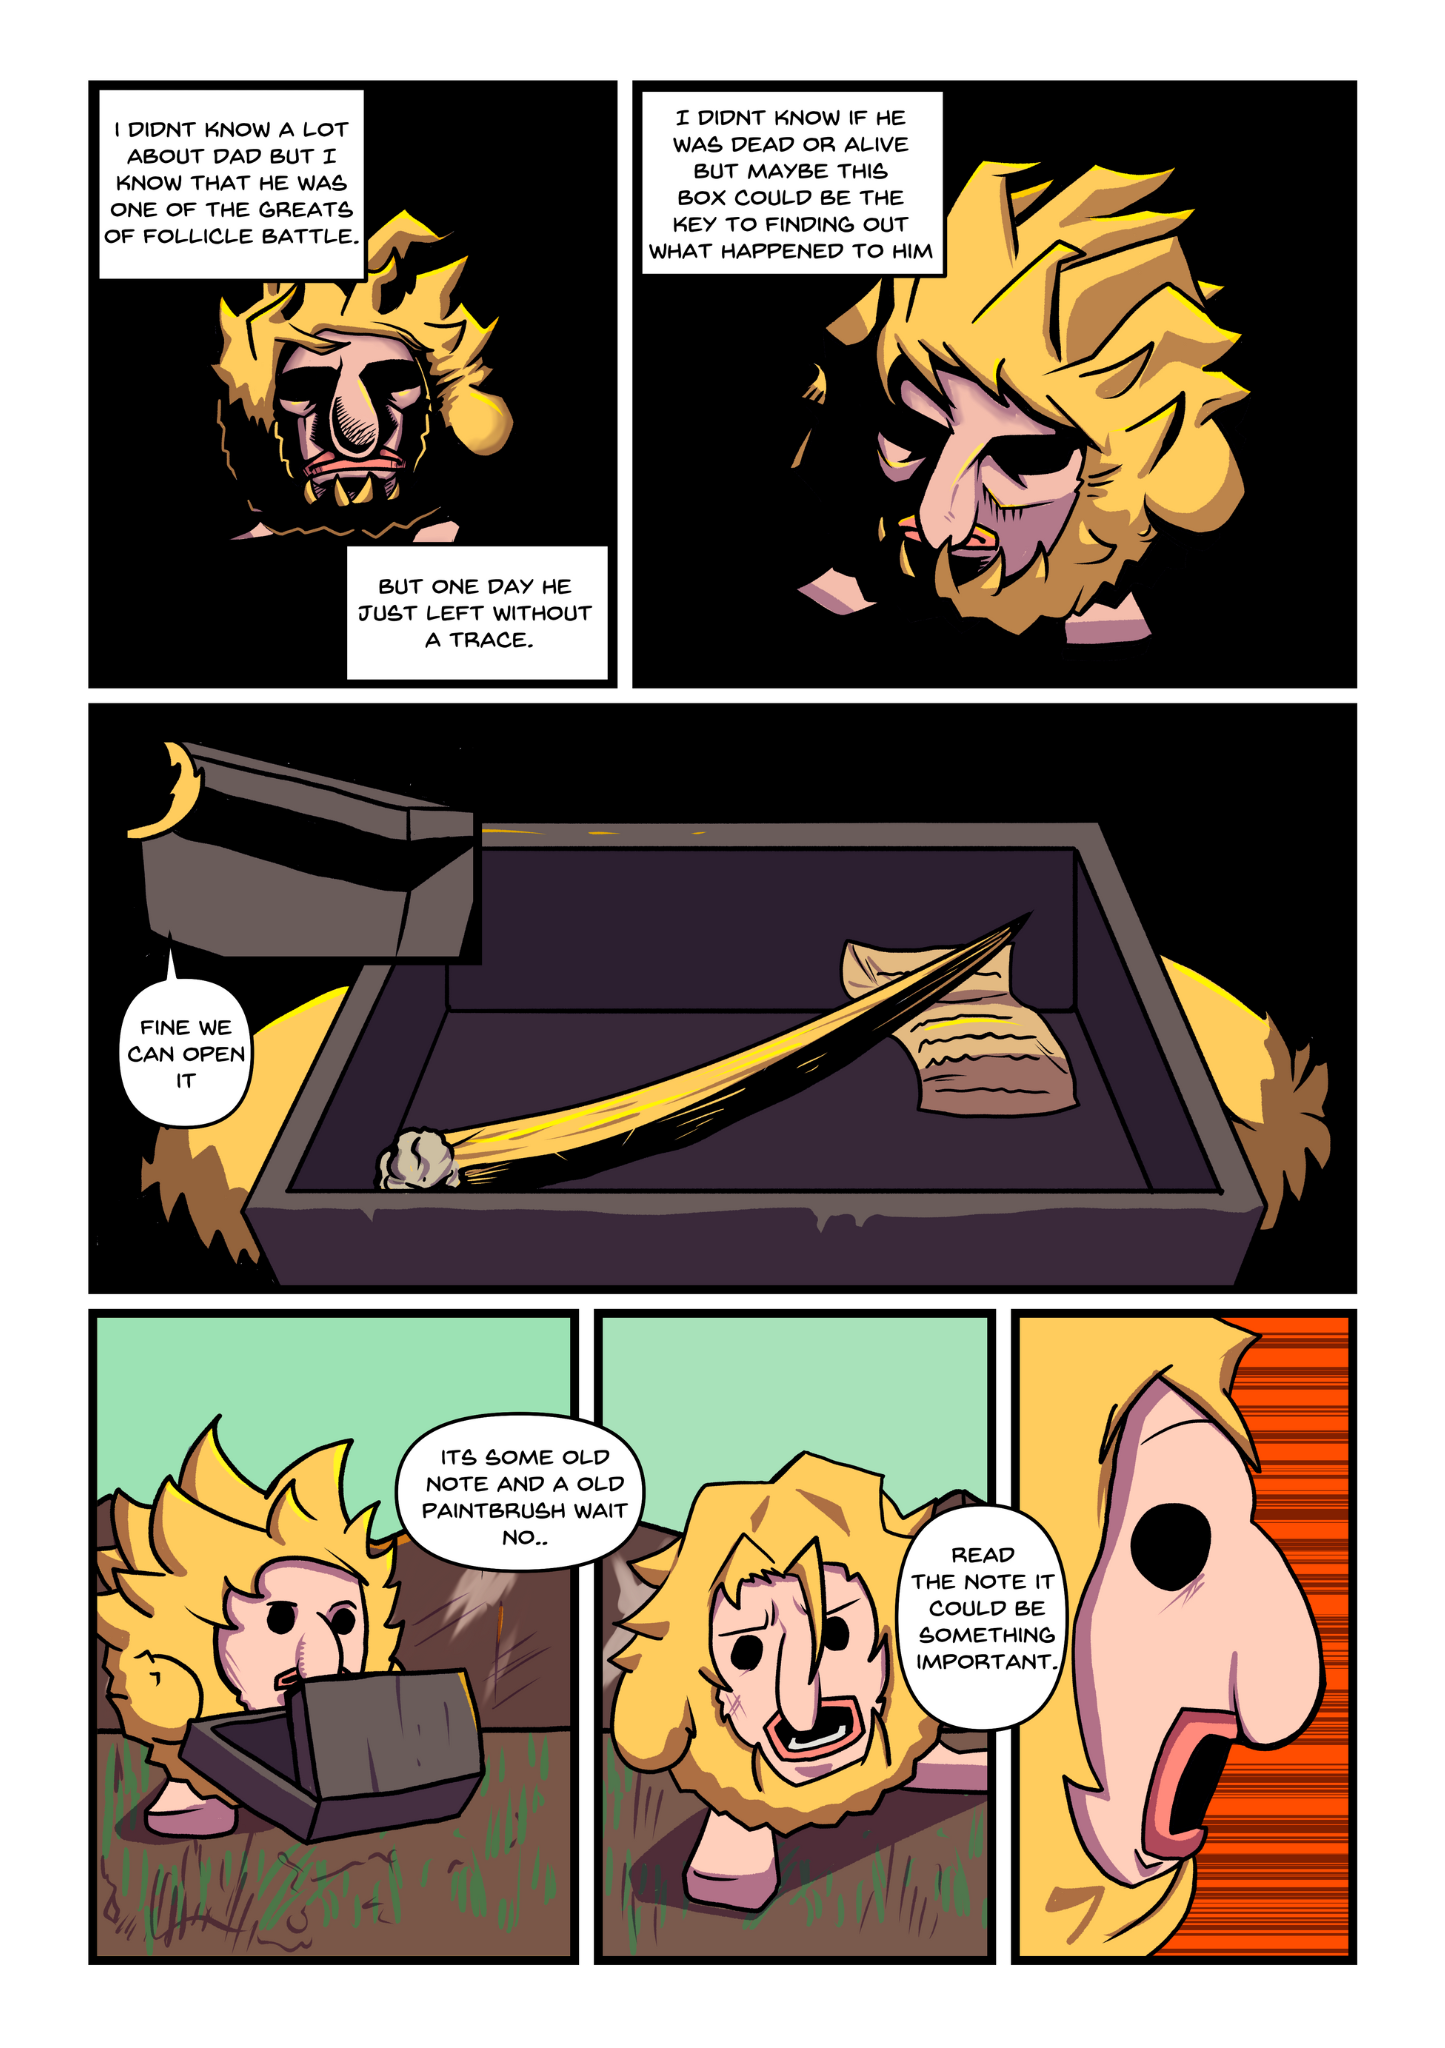 I DIDNT KNOW A LOT
ABOUT DAD BUT I
KNOW THAT HE WAS
ONE OF THE GREATS
OF FOLLICLE BATTLE.
BUT ONE DAY HE
JUST LEFT WITHOUT
A TRACE.
I DIDNT KNOW IF HE
WAS DEAD OR ALIVE
BUT MAYBE THIS
BOX COULD BE THE
KEY TO FINDING OUT
WHAT HAPPENED TO HIM
FINE WE
CAN OPEN
IT
ITS SOME OLD
NOTE AND A OLD
PAINTBRUSH WAIT
NO..
READ
THE NOTE IT
COULD BE
SOMETHING
IMPORTANT.